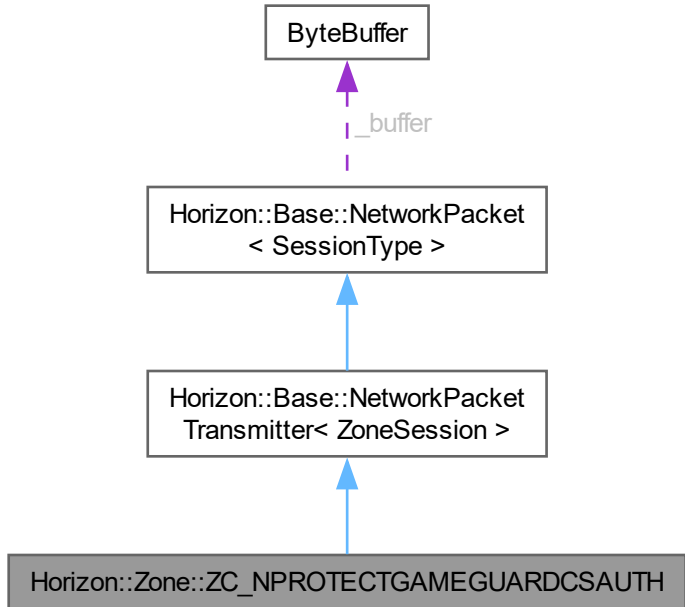 ByteBuffer
_buffer
Horizon::Base::NetworkPacket
< SessionType >
Horizon::Base::NetworkPacket
Transmitter< ZoneSession >
Horizon::Zone::ZC_NPROTECTGAMEGUARDCSAUTH